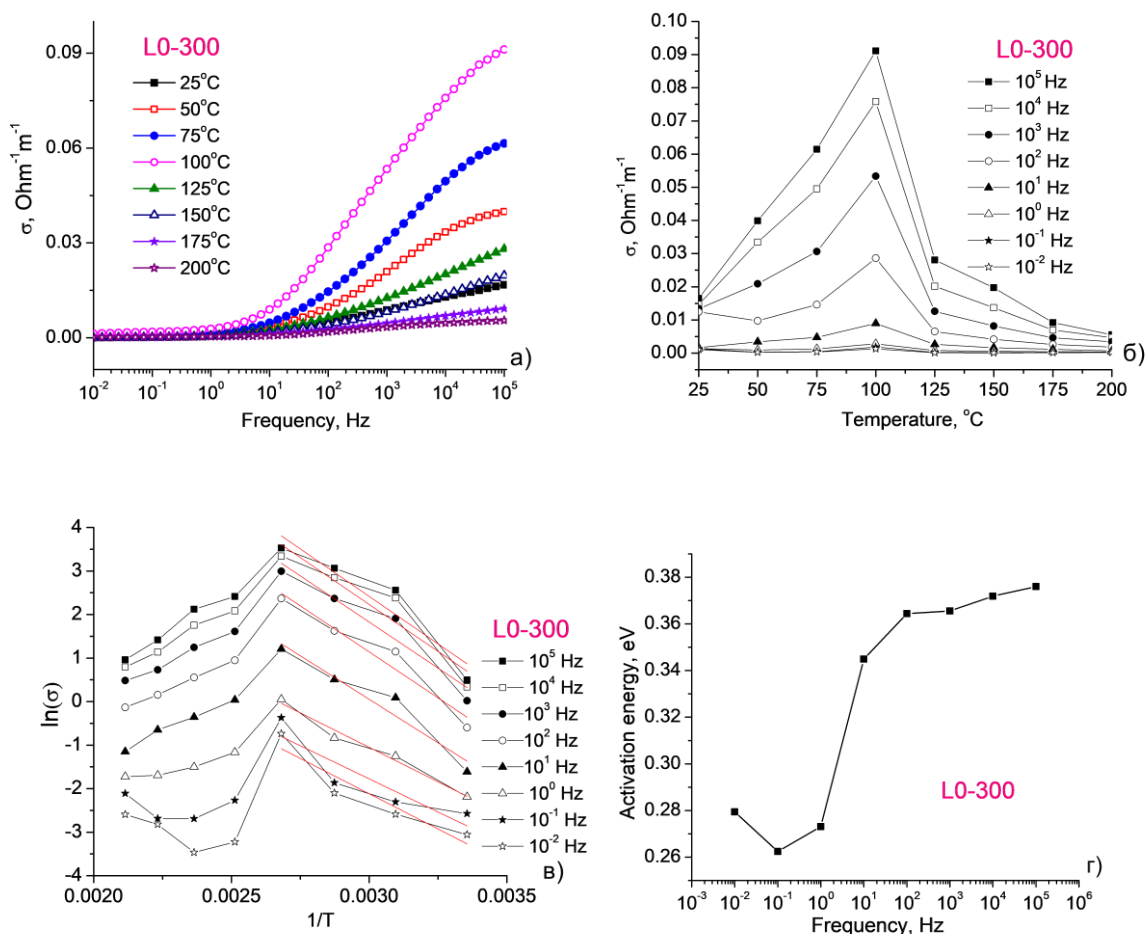 L0-300
25°C
50°C
75°C
100°C
125°C
150°C
175°C
200°C
σ, Ohm⁻¹m⁻¹
0.09
0.06
0.03
0.00
10⁻² 10⁻¹ 10⁰ 10¹ 10² 10³ 10⁴ 10⁵
Frequency, Hz
а)
L0-300
10⁵ Hz
10⁴ Hz
10³ Hz
10² Hz
10¹ Hz
10⁰ Hz
10⁻¹ Hz
10⁻² Hz
σ, Ohm⁻¹m⁻¹
0.10
0.09
0.08
0.07
0.06
0.05
0.04
0.03
0.02
0.01
0.00
25 50 75 100 125 150 175 200
Temperature, °C
б)
L0-300
10⁵ Hz
10⁴ Hz
10³ Hz
10² Hz
10¹ Hz
10⁰ Hz
10⁻¹ Hz
10⁻² Hz
ln(σ)
4
3
2
1
0
-1
-2
-3
-4
0.0020 0.0025 0.0030 0.0035
1/T
в)
Activation energy, eV
0.38
0.36
0.34
0.32
0.30
0.28
0.26
L0-300
10⁻³ 10⁻² 10⁻¹ 10⁰ 10¹ 10² 10³ 10⁴ 10⁵ 10⁶
Frequency, Hz
г)